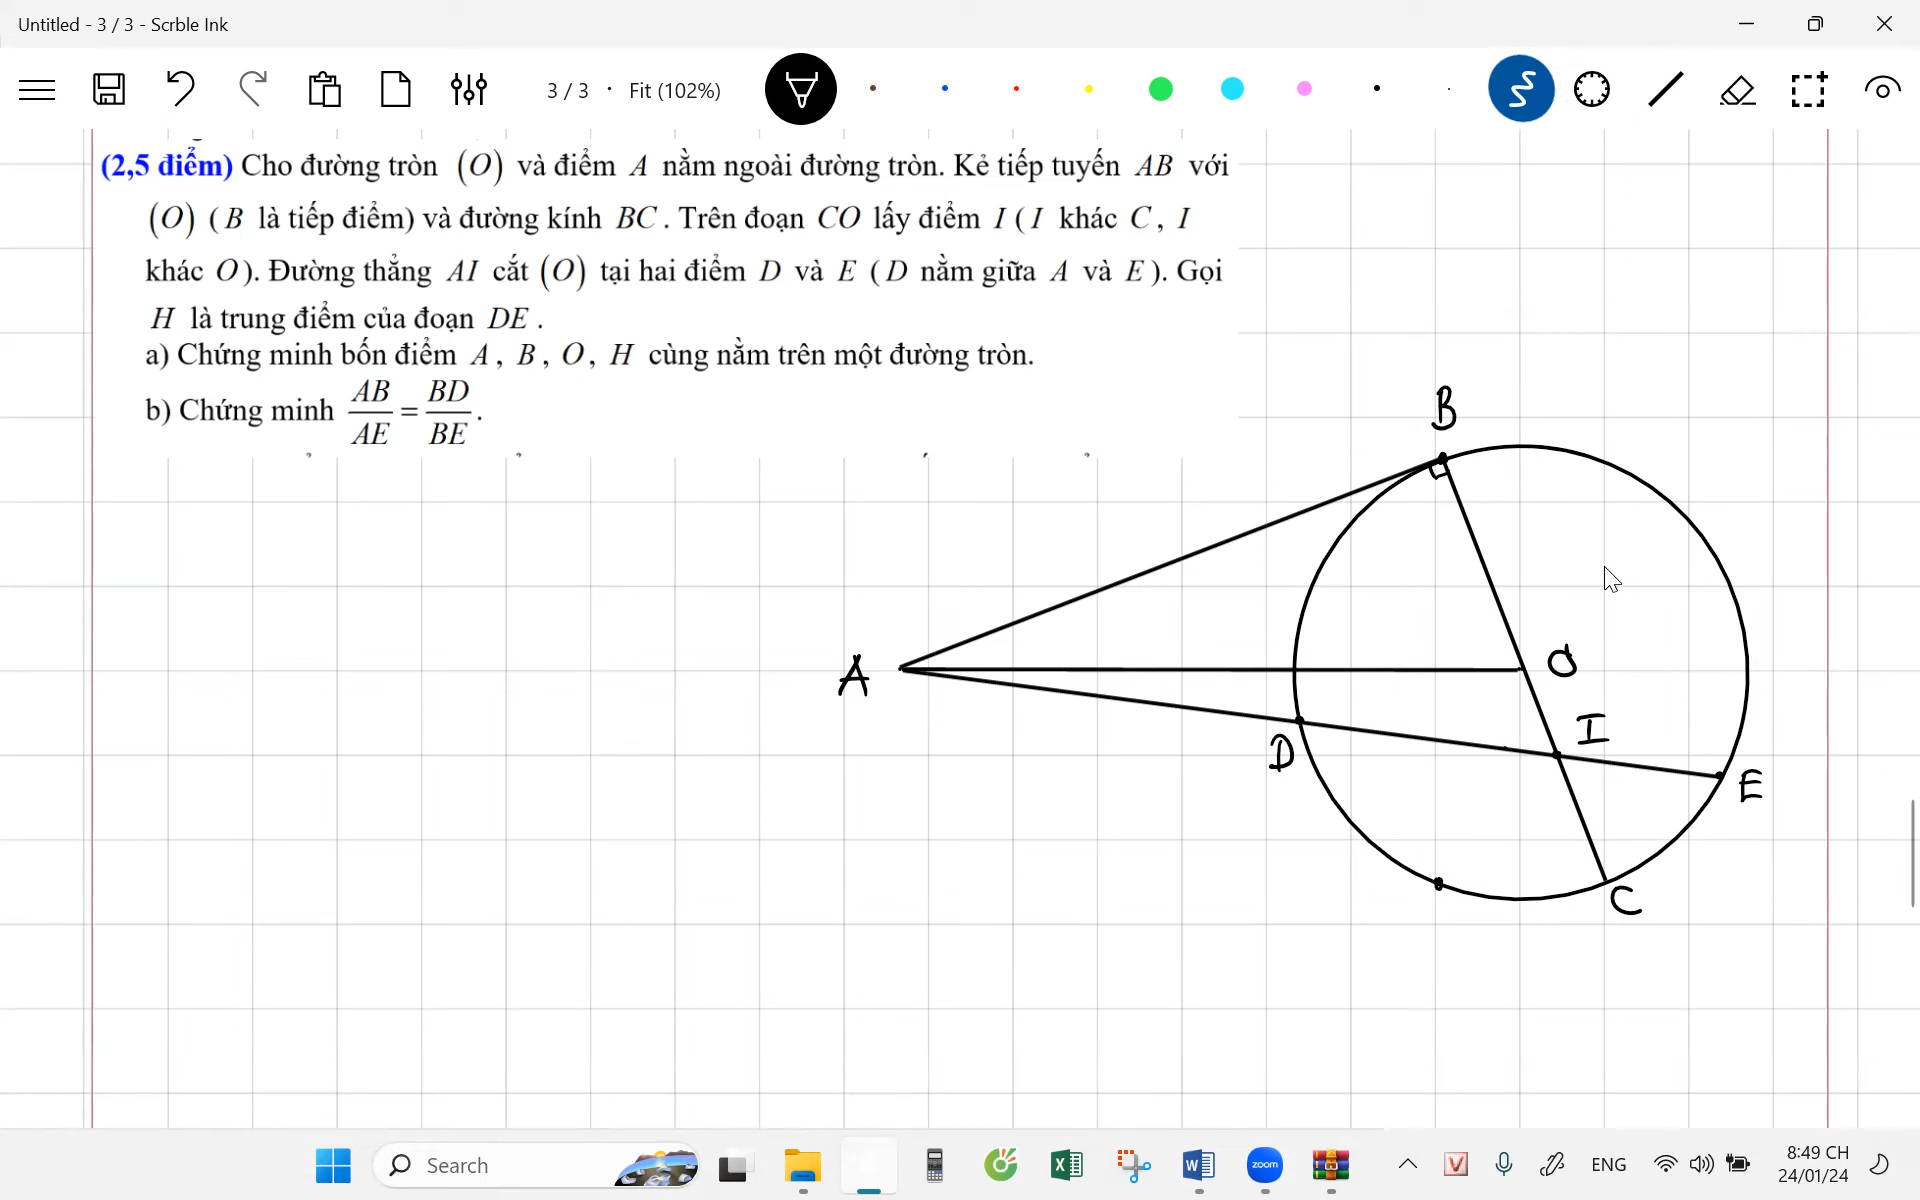 Untitled - 3 / 3 - Scrble Ink
3 / 3 · Fit (102%)
(2,5 điểm) Cho đường tròn (O) và điểm A nằm ngoài đường tròn. Kẻ tiếp tuyến AB với
(O) ( B là tiếp điểm) và đường kính BC. Trên đoạn CO lấy điểm I ( I khác C, I
khác O). Đường thẳng AI cắt (O) tại hai điểm D và E ( D nằm giữa A và E ). Gọi
H là trung điểm của đoạn DE .
a) Chứng minh bốn điểm A, B, O, H cùng nằm trên một đường tròn.
b) Chứng minh AB/AE = BD/BE.
B
A
O
I
D
E
C
Search
zoom
ENG
8:49 CH
24/01/24